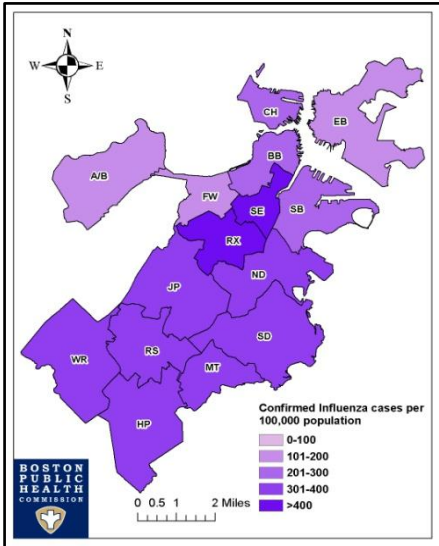 N
W E
S
CH
EB
BB
A/B
FW
SE
SB
RX
ND
JP
SD
WR
RS
MT
HP
Confirmed Influenza cases per
100,000 population
0-100
101-200
201-300
301-400
>400
BOSTON
PUBLIC
HEALTH
COMMISSION
0 0.5 1 2 Miles